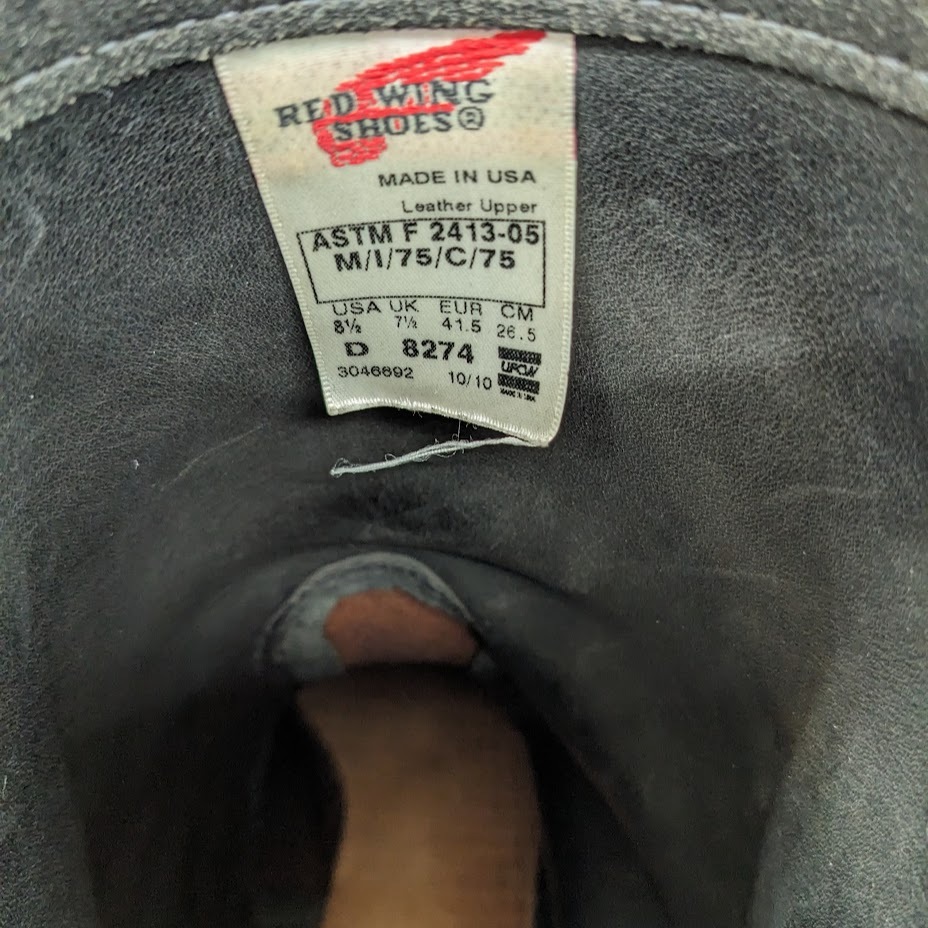 RED WING
SHOES®
MADE IN USA
Leather Upper
ASTM F 2413-05
M/I/75/C/75
USA UK EUR CM
8½ 7½ 41.5 26.5
D 8274
UFCW
3046692 10/10